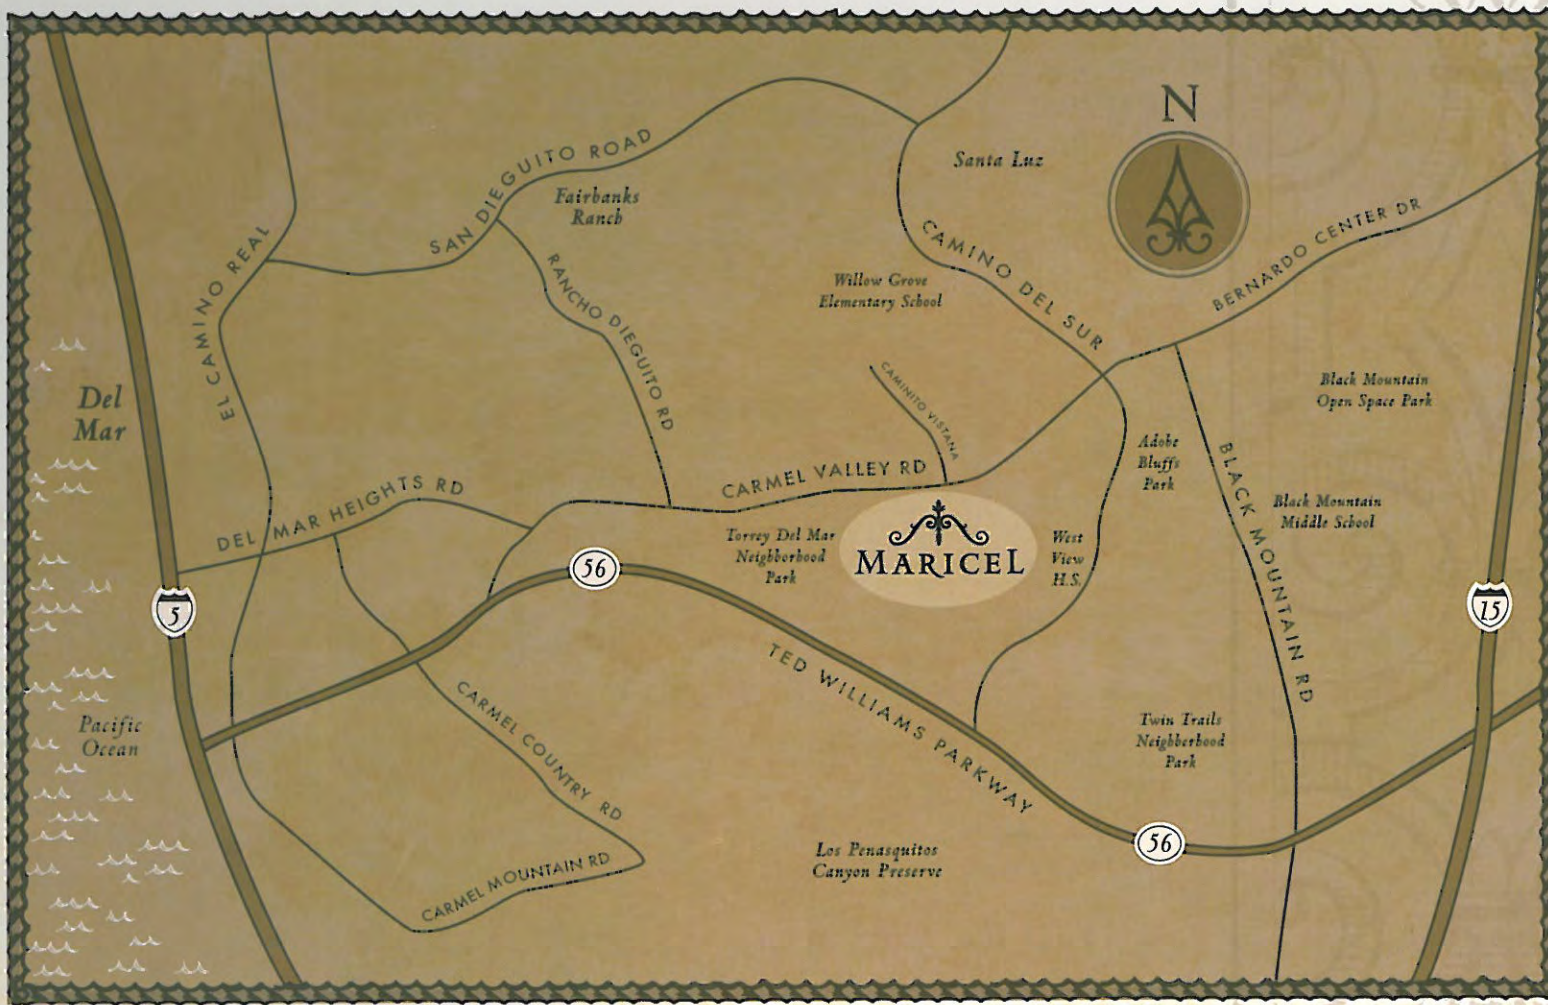 N
SAN DIEGUITO ROAD
Santa Luz
Fairbanks
Ranch
BERNARDO CENTER DR
EL CAMINO REAL
CAMINO DEL SUR
RANCHO DIEGUITO RD
Willow Grove
Elementary School
CAMINITO VISTANA
Del
Mar
Black Mountain
Open Space Park
Adobe
Bluffs
Park
BLACK MOUNTAIN RD
CARMEL VALLEY RD
DEL MAR HEIGHTS RD
Black Mountain
Middle School
Torrey Del Mar
Neighborhood
Park
MARICEL
West
View
H.S.
56
5
15
TED WILLIAMS PARKWAY
CARMEL COUNTRY RD
Pacific
Ocean
Twin Trails
Neighberhood
Park
56
CARMEL MOUNTAIN RD
Los Penasquitos
Canyon Preserve